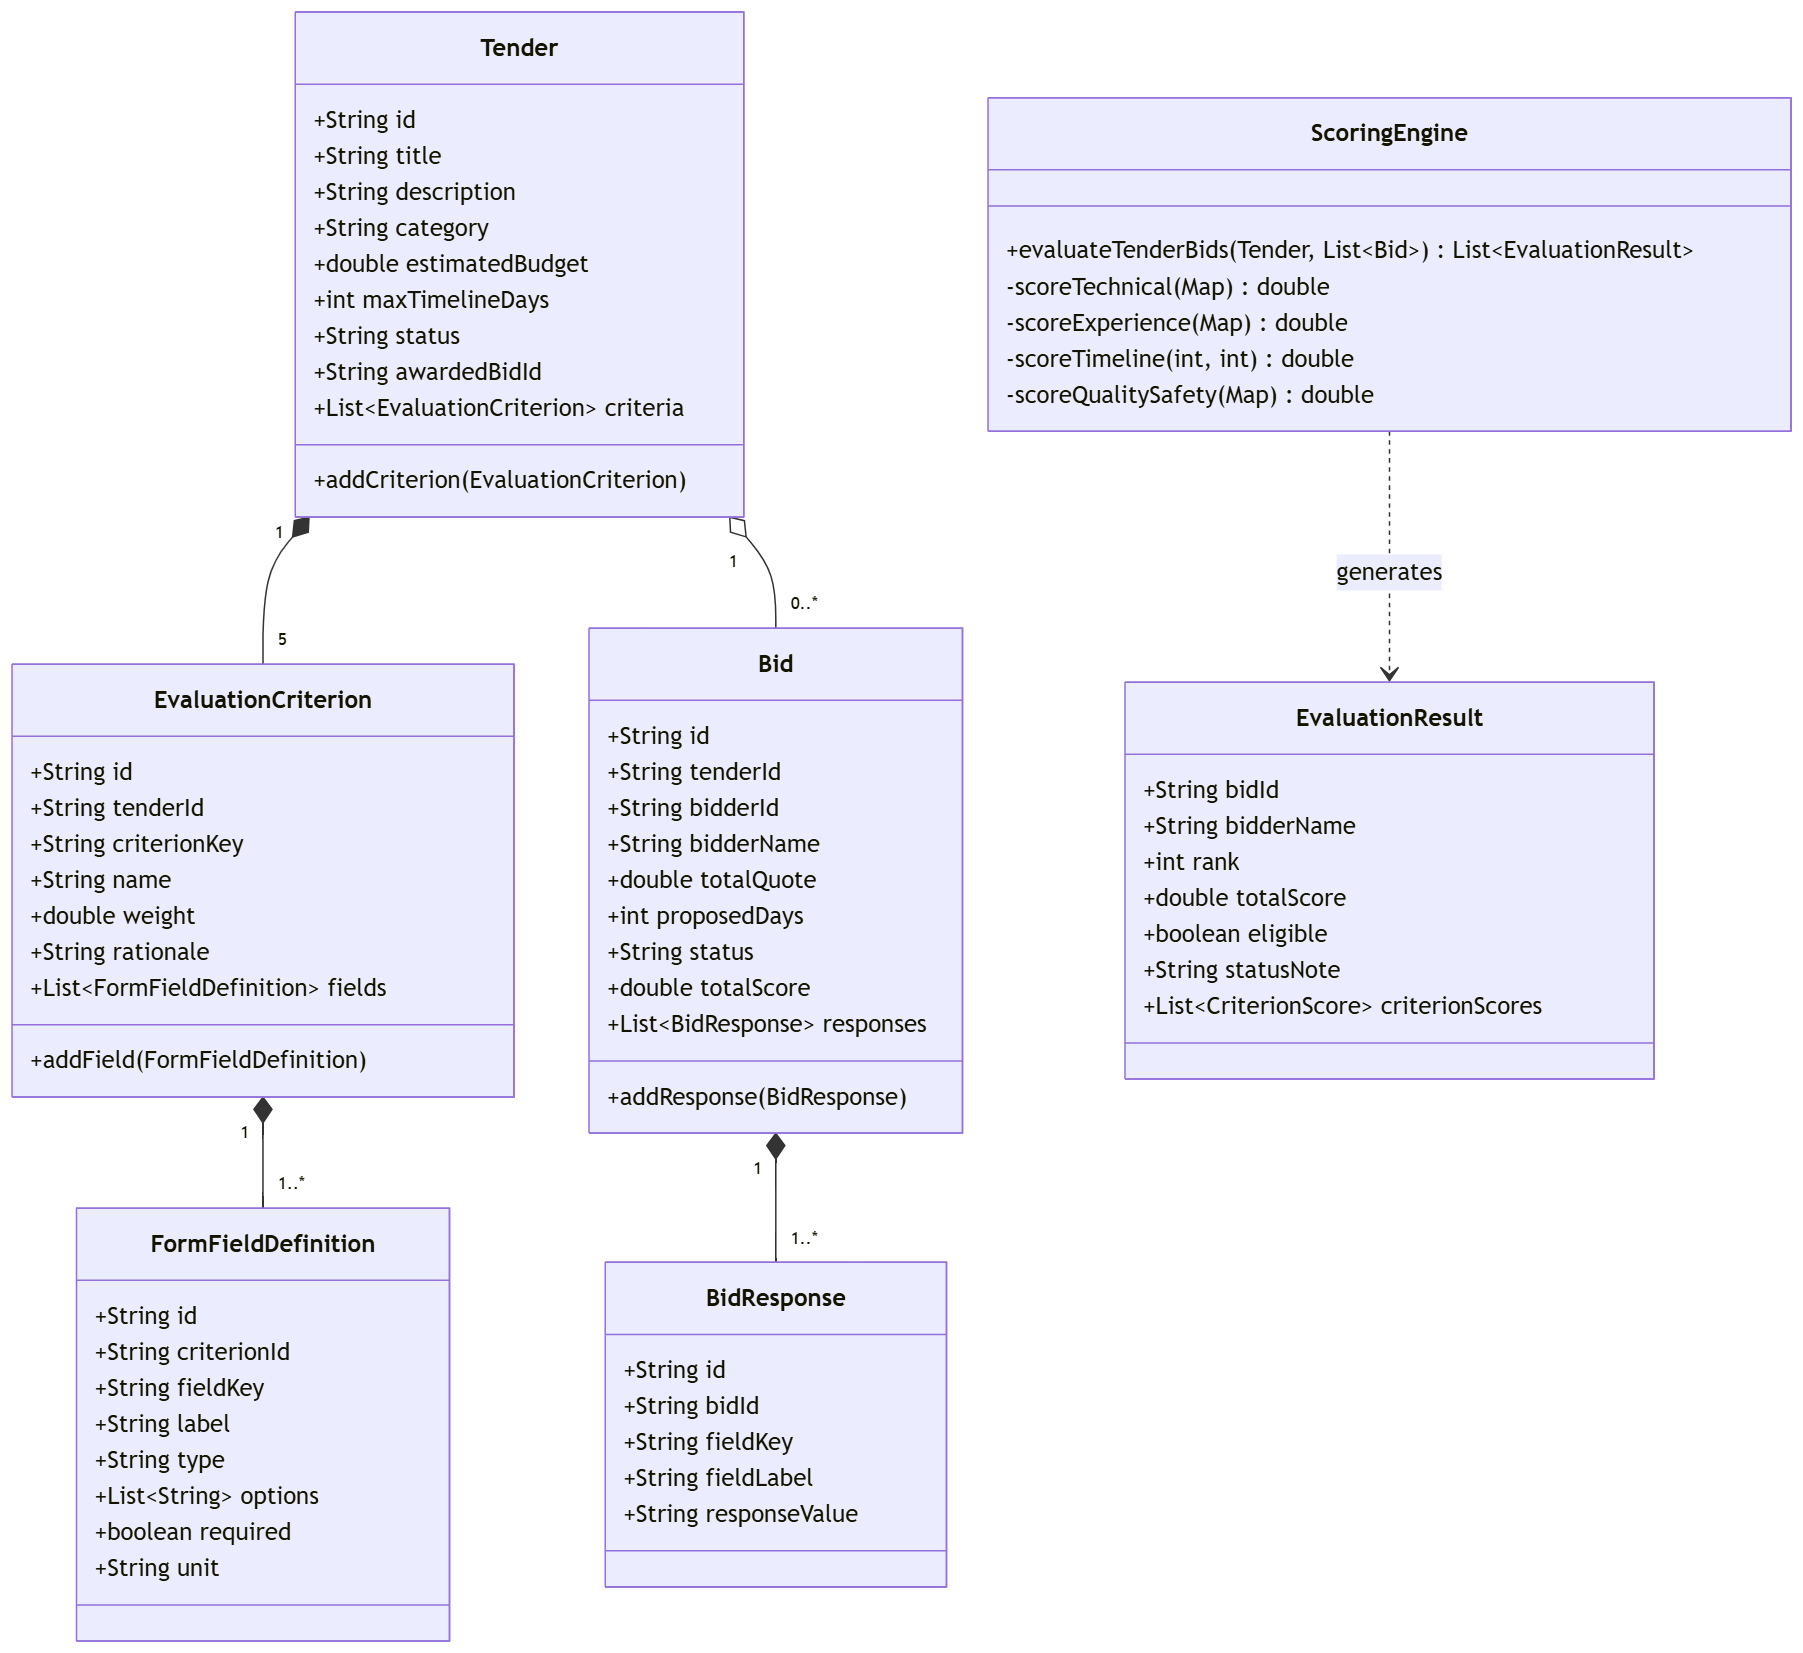 Tender
+String id
+String title
+String description
+String category
+double estimatedBudget
+int maxTimelineDays
+String status
+String awardedBidId
+List<EvaluationCriterion> criteria
+addCriterion(EvaluationCriterion)
ScoringEngine
+evaluateTenderBids(Tender, List<Bid>) : List<EvaluationResult>
-scoreTechnical(Map) : double
-scoreExperience(Map) : double
-scoreTimeline(int, int) : double
-scoreQualitySafety(Map) : double
1
5
1
0..*
generates
EvaluationCriterion
+String id
+String tenderId
+String criterionKey
+String name
+double weight
+String rationale
+List<FormFieldDefinition> fields
+addField(FormFieldDefinition)
Bid
+String id
+String tenderId
+String bidderId
+String bidderName
+double totalQuote
+int proposedDays
+String status
+double totalScore
+List<BidResponse> responses
+addResponse(BidResponse)
EvaluationResult
+String bidId
+String bidderName
+int rank
+double totalScore
+boolean eligible
+String statusNote
+List<CriterionScore> criterionScores
1
1..*
1
1..*
FormFieldDefinition
+String id
+String criterionId
+String fieldKey
+String label
+String type
+List<String> options
+boolean required
+String unit
BidResponse
+String id
+String bidId
+String fieldKey
+String fieldLabel
+String responseValue